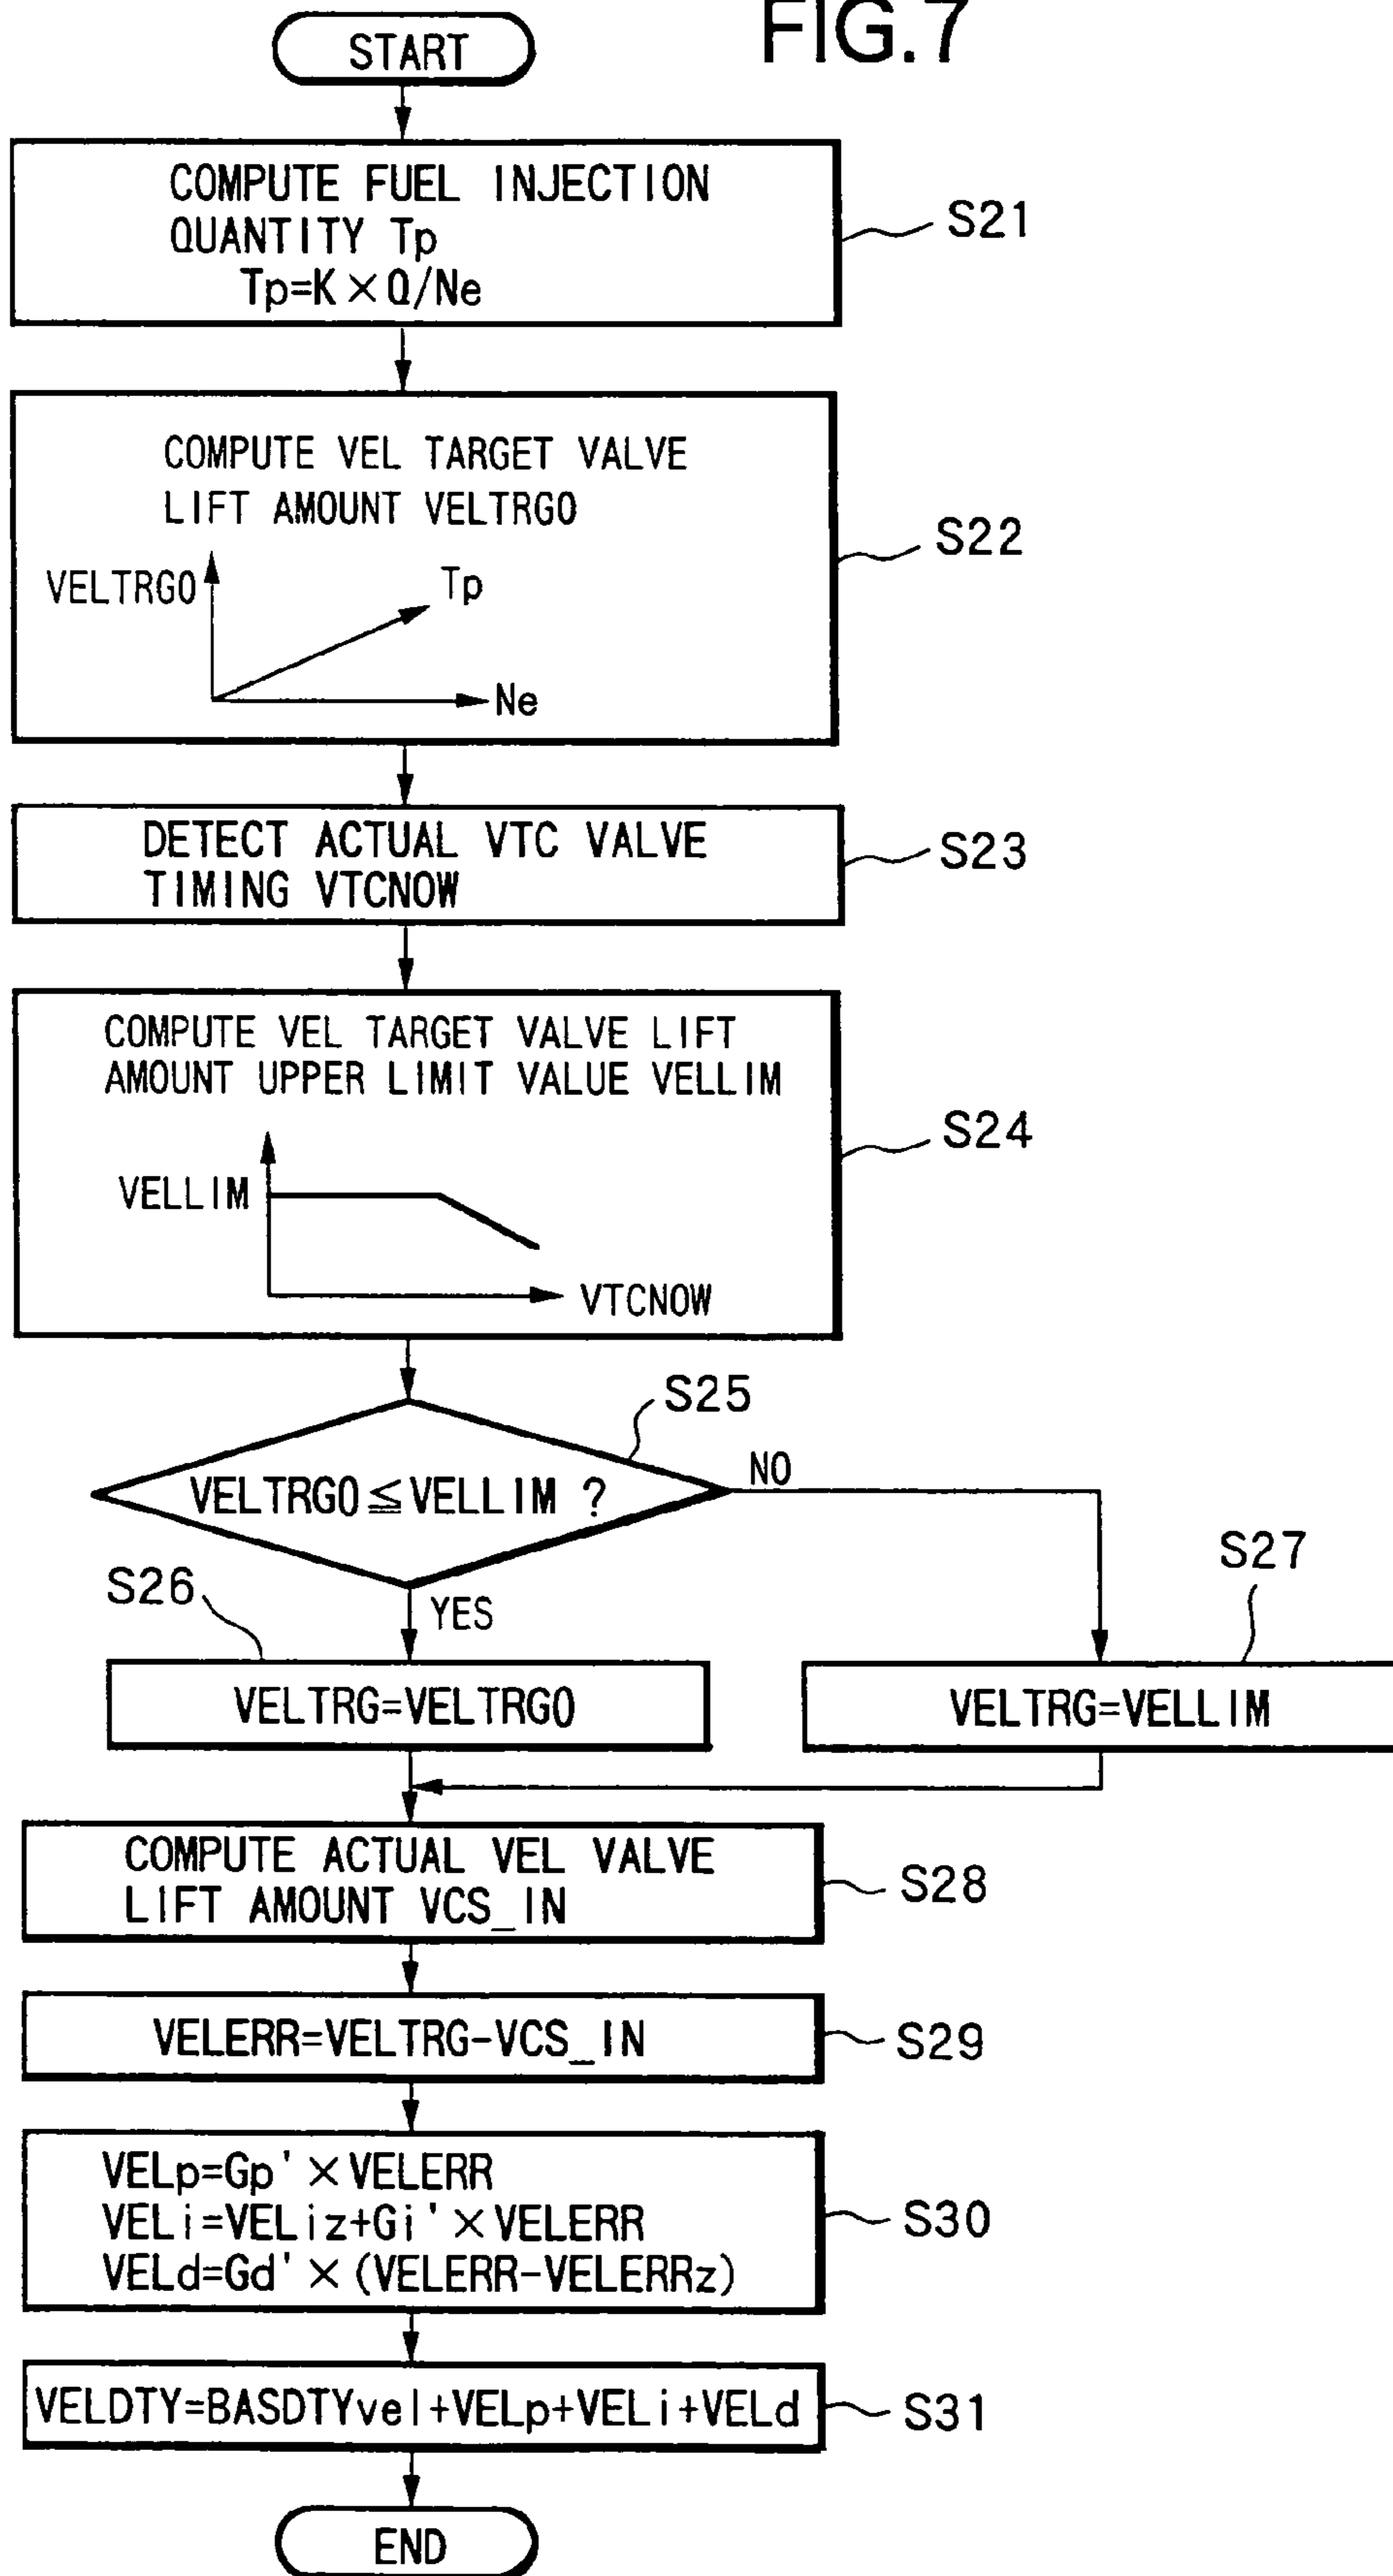 FIG.7
START
COMPUTE FUEL INJECTION
QUANTITY Tp
Tp=K×Q/Ne
S21
COMPUTE VEL TARGET VALVE
LIFT AMOUNT VELTRG0
VELTRG0
Tp
Ne
S22
DETECT ACTUAL VTC VALVE
TIMING VTCNOW
S23
COMPUTE VEL TARGET VALVE LIFT
AMOUNT UPPER LIMIT VALUE VELLIM
VELLIM
VTCNOW
S24
S25
VELTRG0≦VELLIM ?
NO
YES
S26
VELTRG=VELTRG0
S27
VELTRG=VELLIM
COMPUTE ACTUAL VEL VALVE
LIFT AMOUNT VCS_IN
S28
VELERR=VELTRG-VCS_IN
S29
VELp=Gp'×VELERR
VELi=VELiz+Gi'×VELERR
VELd=Gd'×(VELERR-VELERRz)
S30
VELDTY=BASDTYvel+VELp+VELi+VELd
S31
END